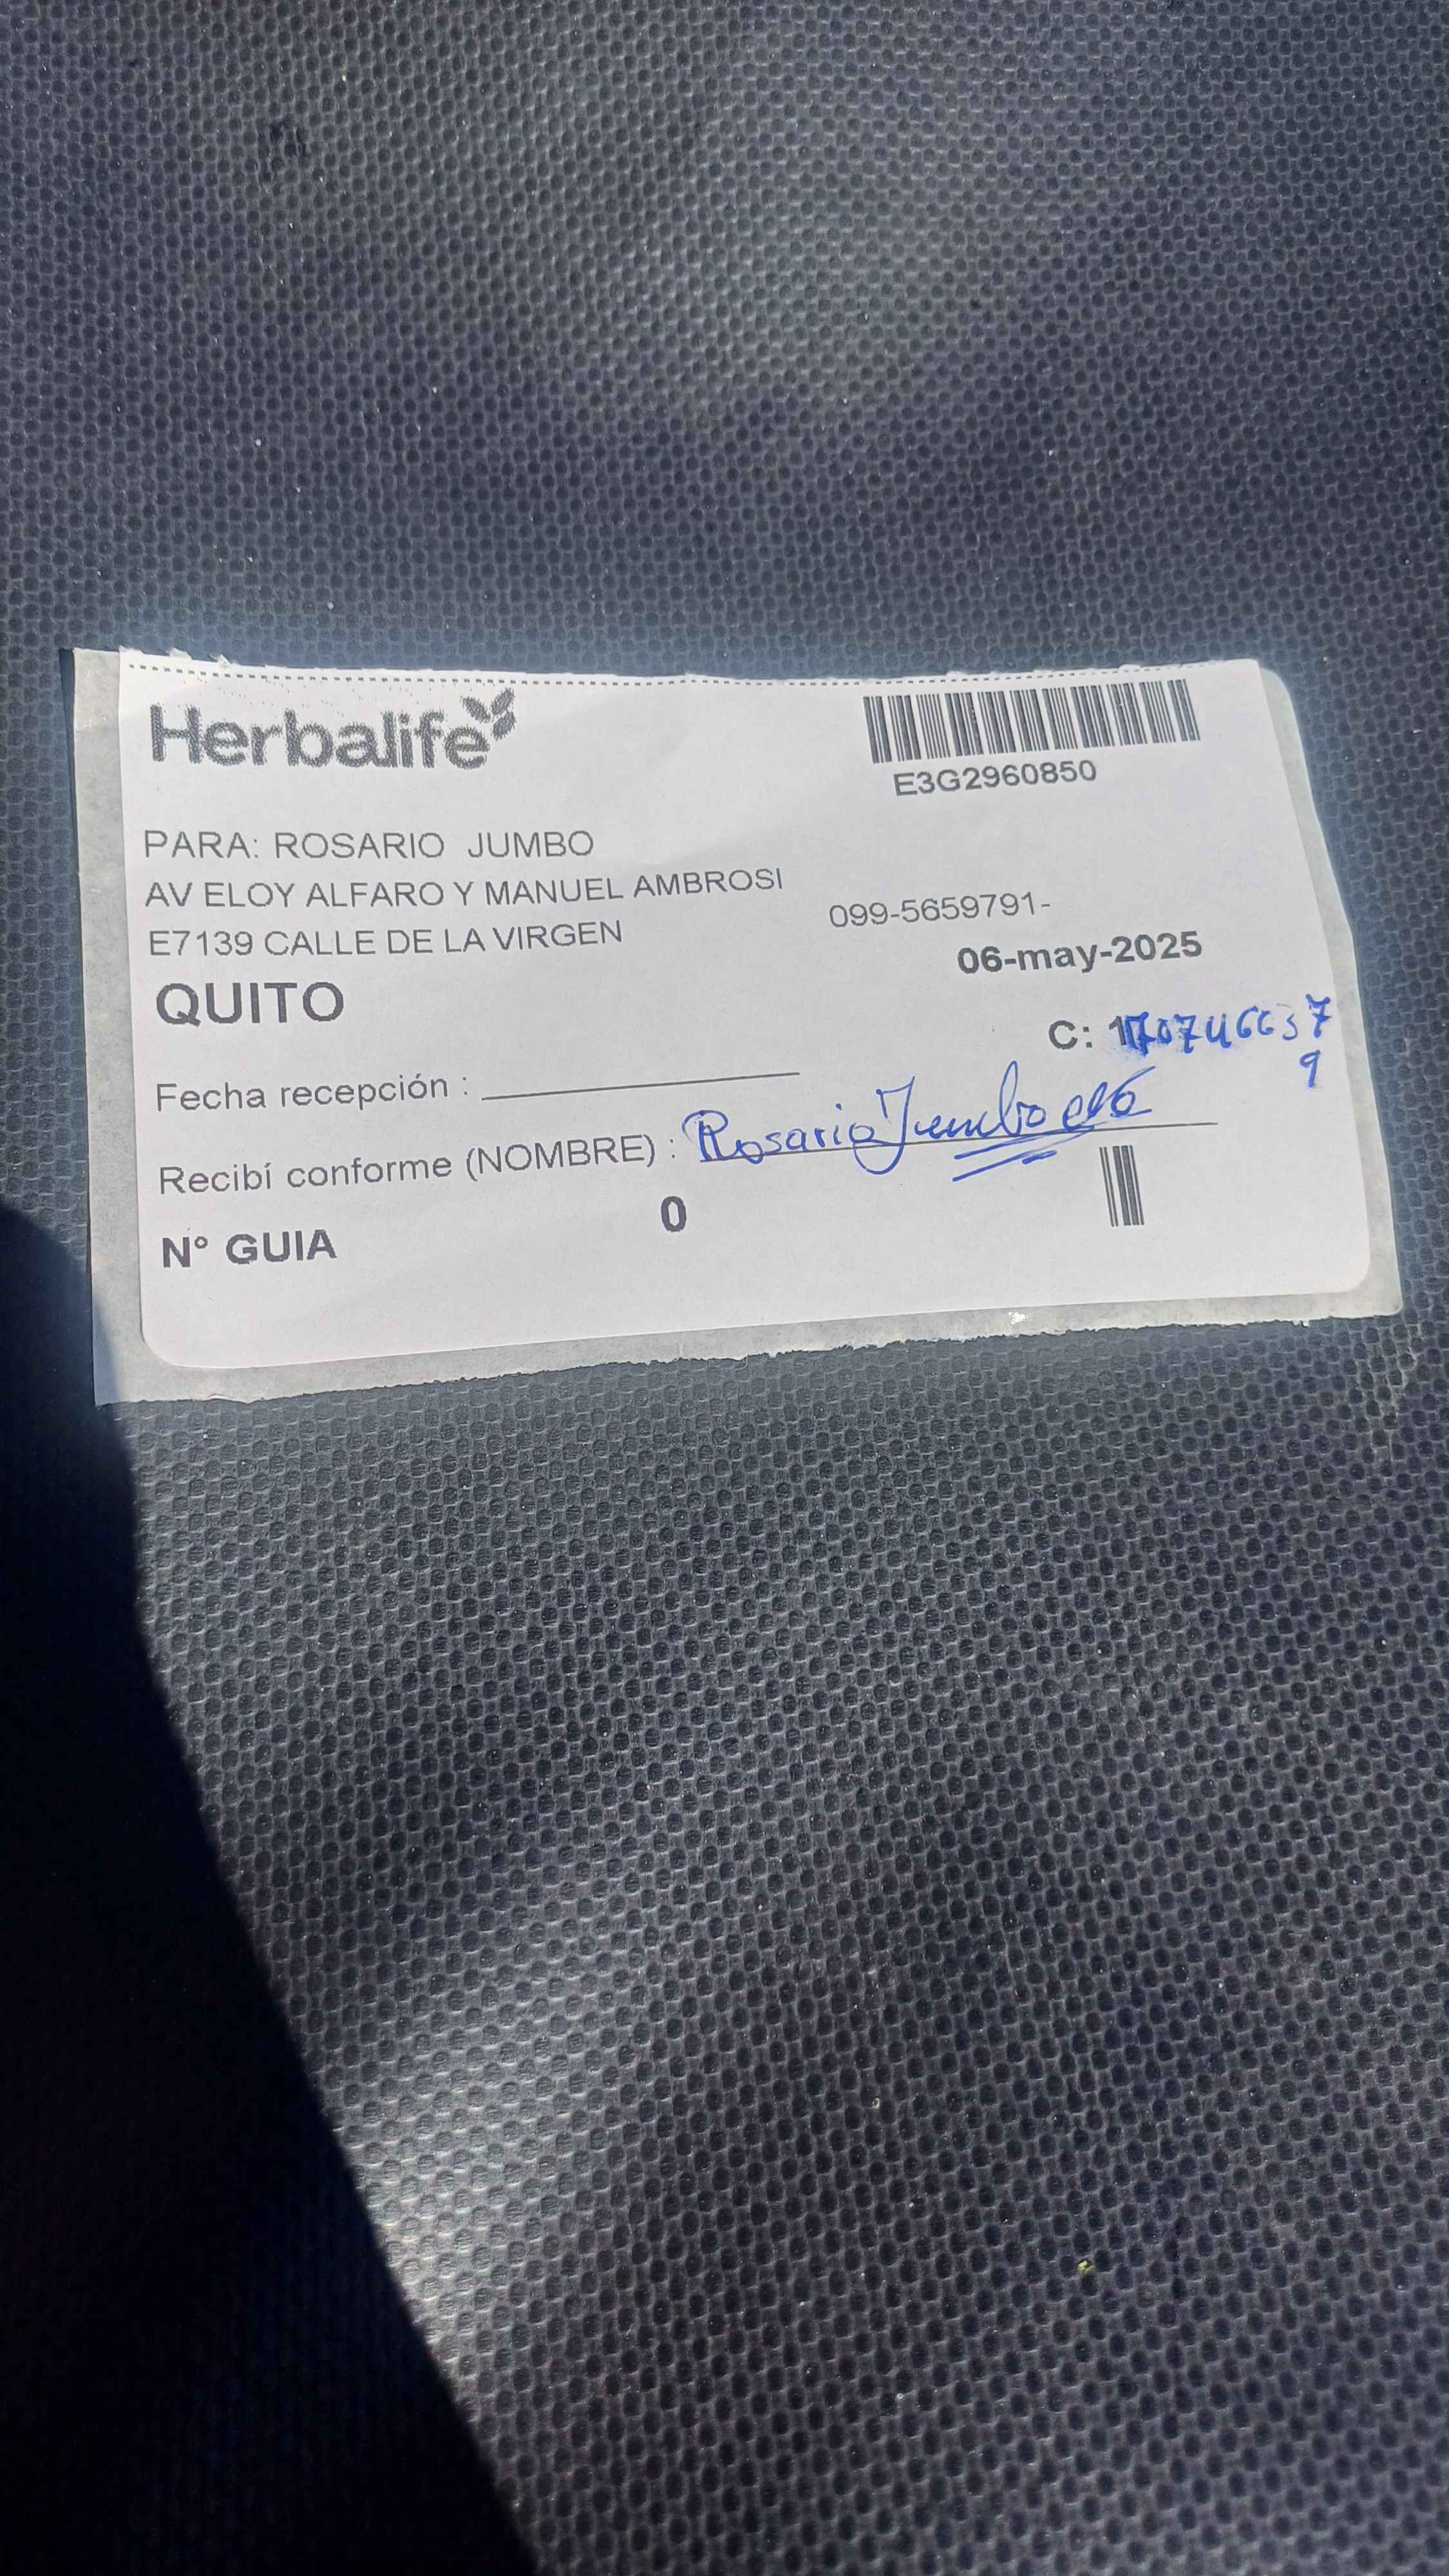 Herbalife
E3G2960850
PARA: ROSARIO JUMBO
AV ELOY ALFARO Y MANUEL AMBROSI
E7139 CALLE DE LA VIRGEN
099-5659791-
06-may-2025
QUITO
C: 1
Fecha recepción :
Recibí conforme (NOMBRE) : Rosario Jumbo
0
N° GUIA